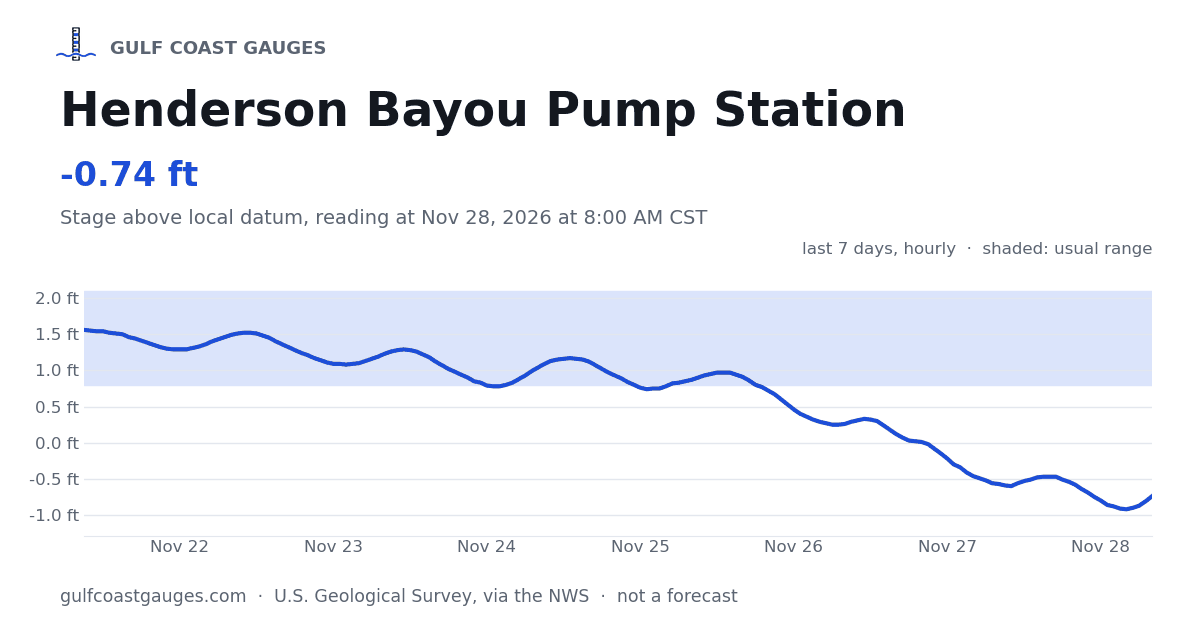 GULF COAST GAUGES
Henderson Bayou Pump Station
-0.74 ft
Stage above local datum, reading at Nov 28, 2026 at 8:00 AM CST
last 7 days, hourly · shaded: usual range
2.0 ft
1.5 ft
1.0 ft
0.5 ft
0.0 ft
-0.5 ft
-1.0 ft
Nov 22 Nov 23 Nov 24 Nov 25 Nov 26 Nov 27 Nov 28
gulfcoastgauges.com · U.S. Geological Survey, via the NWS · not a forecast